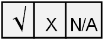 √ X N/A